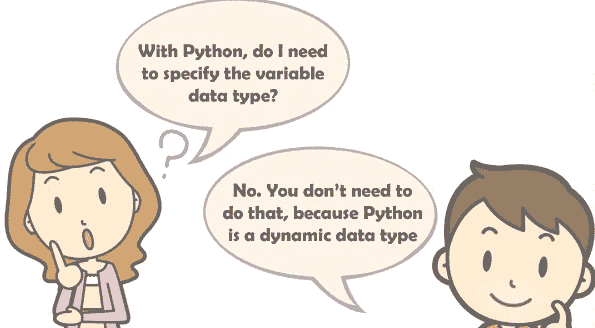 With Python, do I need
to specify the variable
data type?
?
No. You don't need to
do that, because Python
is a dynamic data type